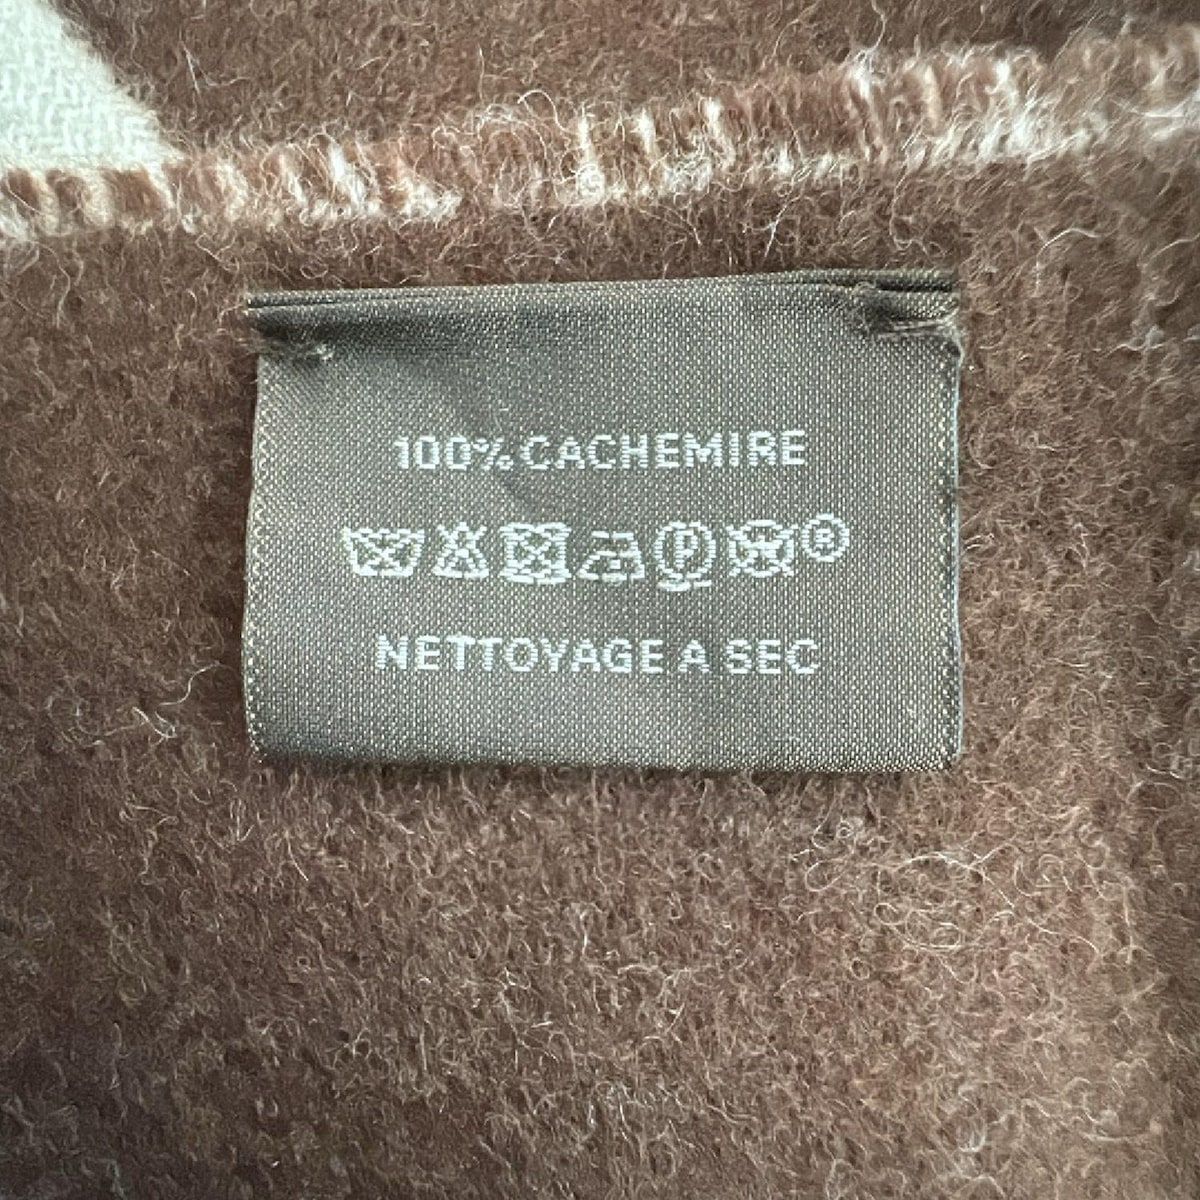 100% CACHEMIRE
P ®
NETTOYAGE A SEC